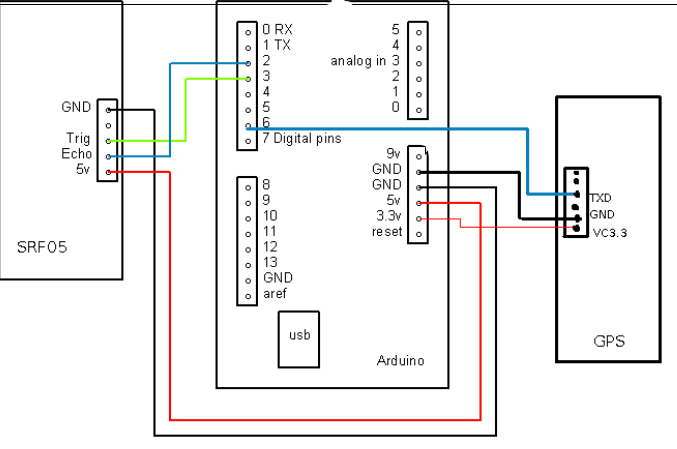 GND
Trig
Echo
5v
SRF05
0 RX
1 TX
2
3
4
5
6
7 Digital pins
8
9
10
11
12
13
GND
aref
usb
5
4
analog in 3
2
1
0
9v
GND
GND
5v
3.3v
reset
Arduino
TXD
GND
VC3.3
GPS